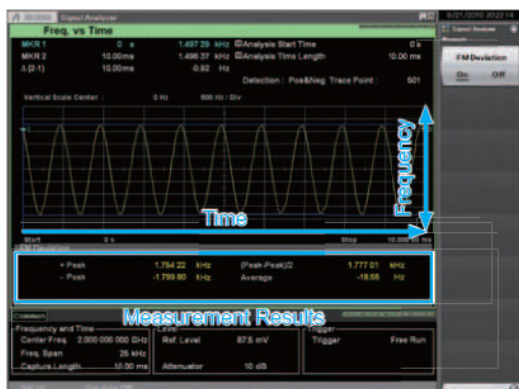 Signal Analyzer 9/21/2010 20:22:14
Freq. vs Time
MKR 1 0 s 1.497 29 kHz Analysis Start Time 0 s
MKR 2 10.00ms 1.496 37 kHz Analysis Time Length 10.00 ms
Δ(2-1) 10.00ms -0.92 Hz
Detection : Pos&Neg Trace Point : 501
FM Deviation
On Off
Vertical Scale Center : 0 Hz 500 Hz / Div
Frequency
Time
Start 0 s Stop 10.000 00 ms
FM Deviation
+ Peak 1.754 22 kHz (Peak-Peak)/2 1.777 01 kHz
- Peak -1.799 80 kHz Average -18.55 Hz
Measurement Results
Common
Frequency and Time Level Trigger
Center Freq. 2.000 000 000 GHz Ref. Level 87.5 mV Trigger Free Run
Freq. Span 25 kHz
Capture Length 10.00 ms Attenuator 10 dB